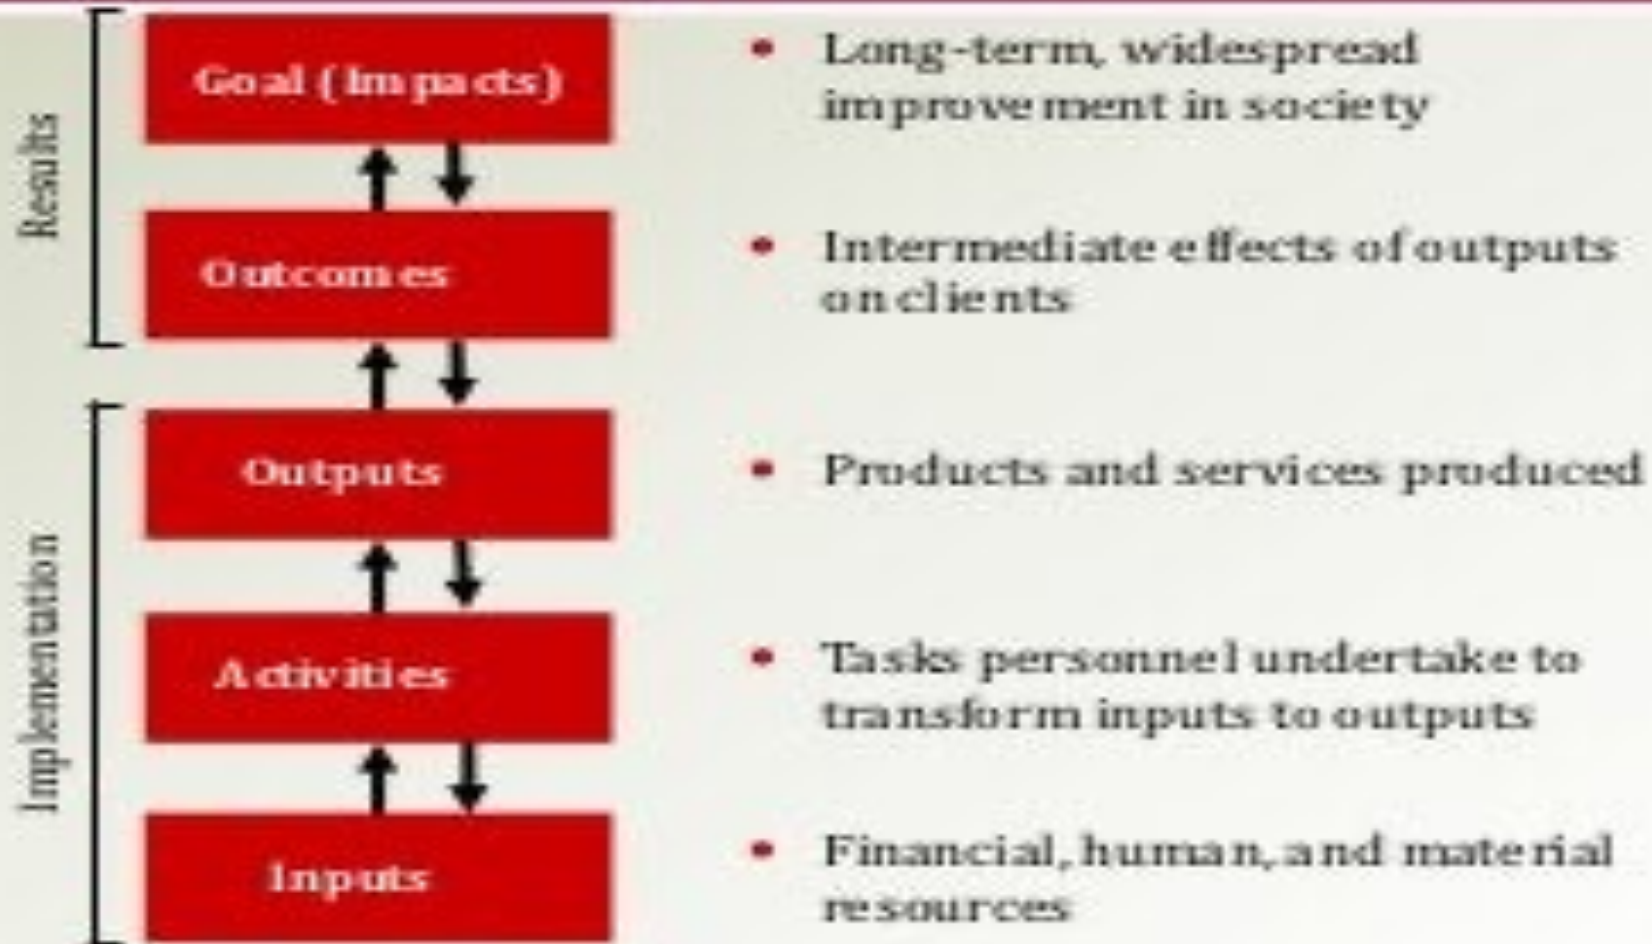 Results
Goal (Impacts)
Long-term, widespread
improvement in society
Outcomes
Intermediate effects of outputs
on clients
Implementation
Outputs
Products and services produced
Activities
Tasks personnel undertake to
transform inputs to outputs
Inputs
Financial, human, and material
resources